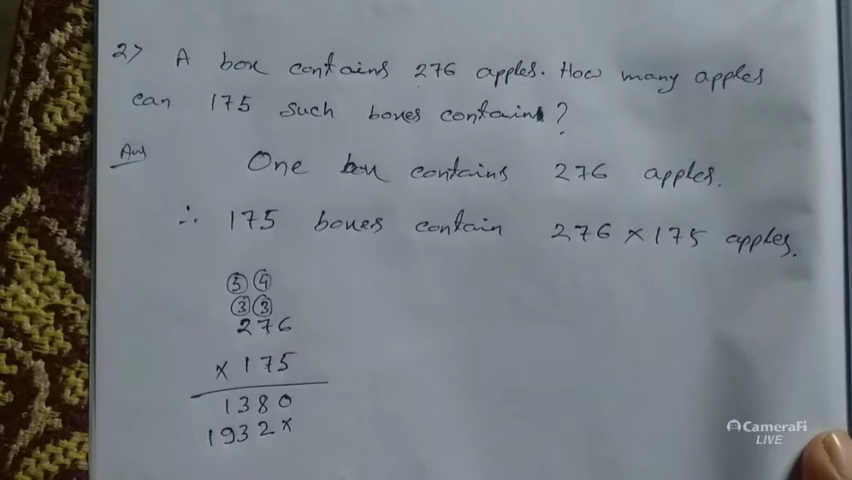 2> A box contains 276 apples. How many apples
can 175 such boxes contain?
Ans
One box contains 276 apples.
∴ 175 boxes contain 276 × 175 apples.
5 4
3 3
276
× 175
1380
1932×
CameraFi
LIVE